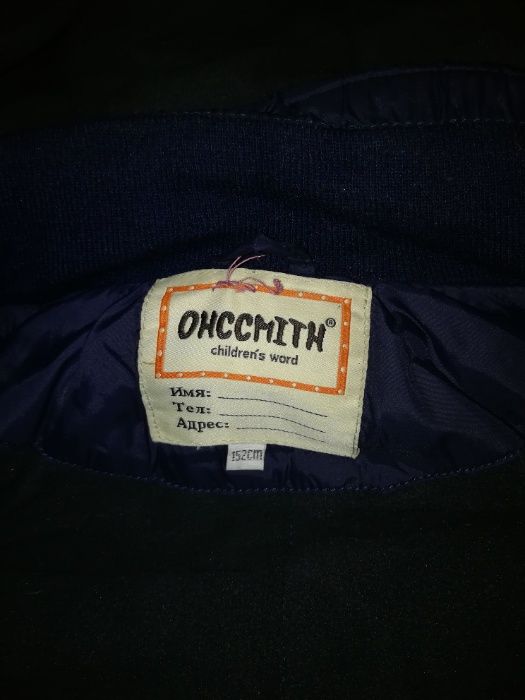 OHCCMITH®
children's word
Имя:
Тел:
Адрес:
152CM